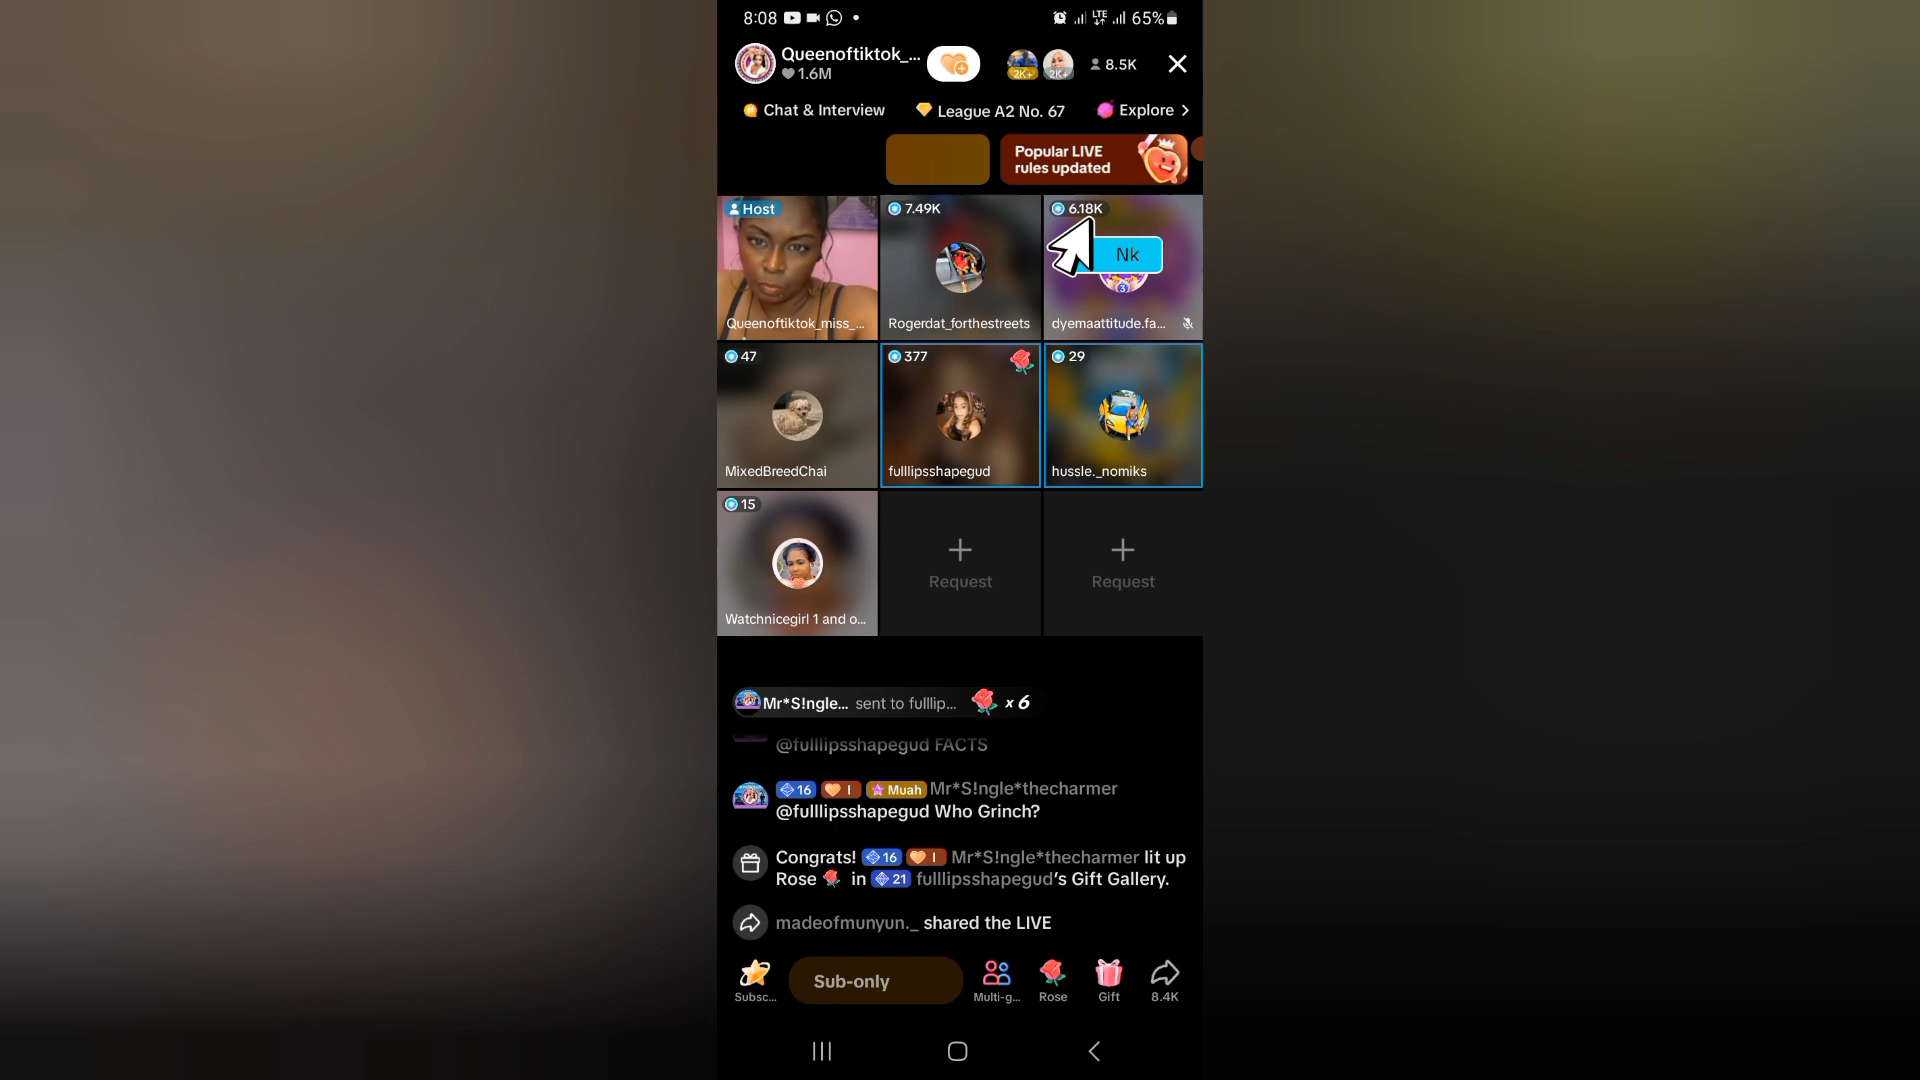 8:08
LTE
65%
Queenoftiktok_...
1.6M
2K+
2K+
8.5K
Chat & Interview
League A2 No. 67
Explore
Popular LIVE
rules updated
Host
7.49K
6.18K
Nk
3
Queenoftiktok_miss_...
Rogerdat_forthestreets
dyemaattitude.fa...
47
377
29
MixedBreedChai
fulllipsshapegud
hussle._nomiks
15
Request
Request
Watchnicegirl 1 and o...
Mr*S!ngle... sent to fulllip... x 6
@fulllipsshapegud FACTS
16 I Muah Mr*S!ngle*thecharmer
@fulllipsshapegud Who Grinch?
Congrats! 16 I Mr*S!ngle*thecharmer lit up
Rose in 21 fulllipsshapegud's Gift Gallery.
madeofmunyun._ shared the LIVE
Sub-only
Subsc...
Multi-g...
Rose
Gift
8.4K